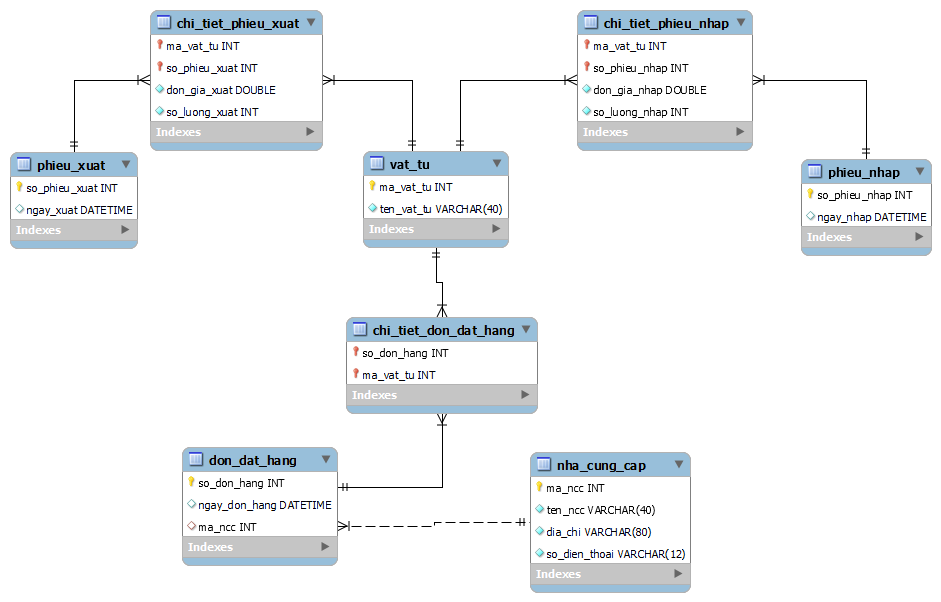 chi_tiet_phieu_xuat
ma_vat_tu INT
so_phieu_xuat INT
don_gia_xuat DOUBLE
so_luong_xuat INT
Indexes
chi_tiet_phieu_nhap
ma_vat_tu INT
so_phieu_nhap INT
don_gia_nhap DOUBLE
so_luong_nhap INT
Indexes
phieu_xuat
so_phieu_xuat INT
ngay_xuat DATETIME
Indexes
vat_tu
ma_vat_tu INT
ten_vat_tu VARCHAR(40)
Indexes
phieu_nhap
so_phieu_nhap INT
ngay_nhap DATETIME
Indexes
chi_tiet_don_dat_hang
so_don_hang INT
ma_vat_tu INT
Indexes
don_dat_hang
so_don_hang INT
ngay_don_hang DATETIME
ma_ncc INT
Indexes
nha_cung_cap
ma_ncc INT
ten_ncc VARCHAR(40)
dia_chi VARCHAR(80)
so_dien_thoai VARCHAR(12)
Indexes